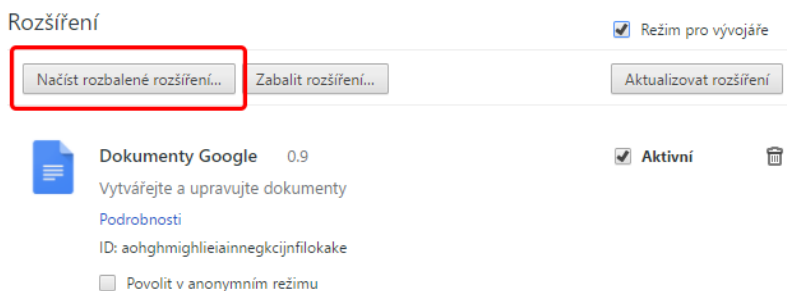 Rozšíření
Režim pro vývojáře
Načíst rozbalené rozšíření... Zabalit rozšíření... Aktualizovat rozšíření
Dokumenty Google 0.9 Aktivní
Vytvářejte a upravujte dokumenty
Podrobnosti
ID: aohghmighlieiainnegkcijnfilokake
Povolit v anonymním režimu